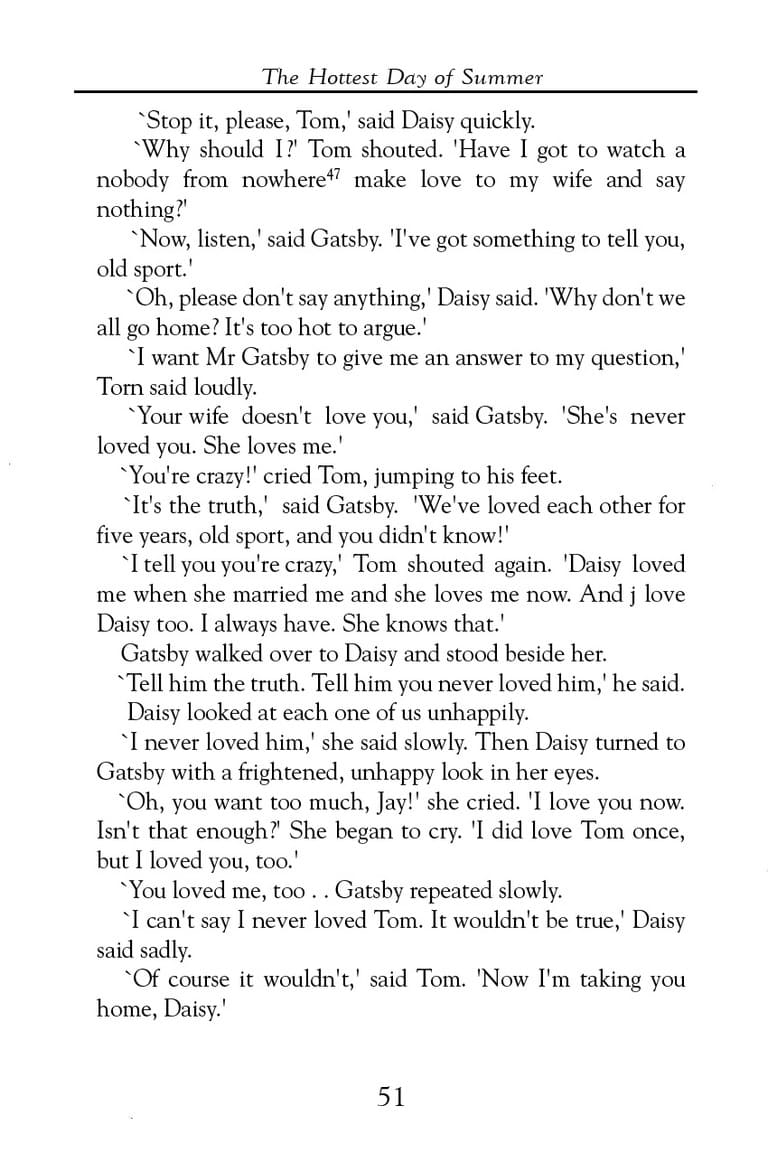 The Hottest Day of Summer
`Stop it, please, Tom,' said Daisy quickly.
`Why should I?' Tom shouted. 'Have I got to watch a
nobody from nowhere47 make love to my wife and say
nothing?'
`Now, listen,' said Gatsby. 'I've got something to tell you,
old sport.'
`Oh, please don't say anything,' Daisy said. 'Why don't we
all go home? It's too hot to argue.'
`I want Mr Gatsby to give me an answer to my question,'
Torn said loudly.
`Your wife doesn't love you,' said Gatsby. 'She's never
loved you. She loves me.'
`You're crazy!' cried Tom, jumping to his feet.
`It's the truth,' said Gatsby. 'We've loved each other for
five years, old sport, and you didn't know!'
`I tell you you're crazy,' Tom shouted again. 'Daisy loved
me when she married me and she loves me now. And j love
Daisy too. I always have. She knows that.'
Gatsby walked over to Daisy and stood beside her.
`Tell him the truth. Tell him you never loved him,' he said.
Daisy looked at each one of us unhappily.
`I never loved him,' she said slowly. Then Daisy turned to
Gatsby with a frightened, unhappy look in her eyes.
`Oh, you want too much, Jay!' she cried. 'I love you now.
Isn't that enough?' She began to cry. 'I did love Tom once,
but I loved you, too.'
`You loved me, too . . Gatsby repeated slowly.
`I can't say I never loved Tom. It wouldn't be true,' Daisy
said sadly.
`Of course it wouldn't,' said Tom. 'Now I'm taking you
home, Daisy.'
51